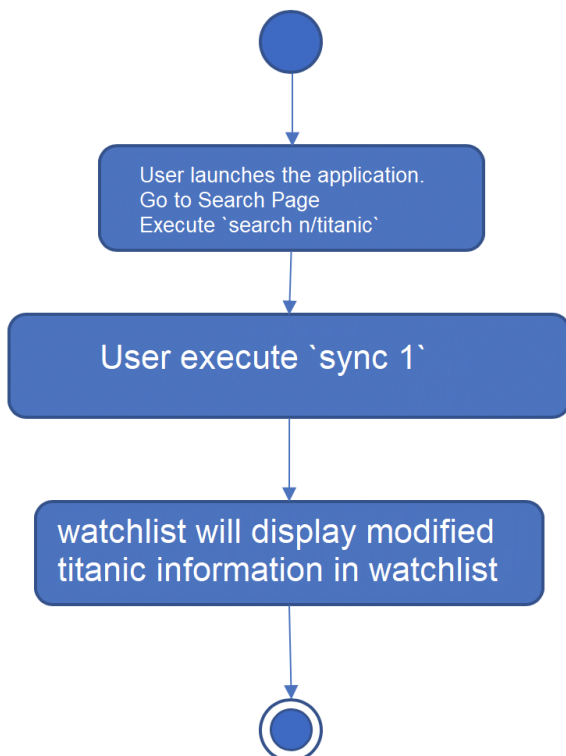 User launches the application.
Go to Search Page
Execute `search n/titanic`
User execute `sync 1`
watchlist will display modified
titanic information in watchlist